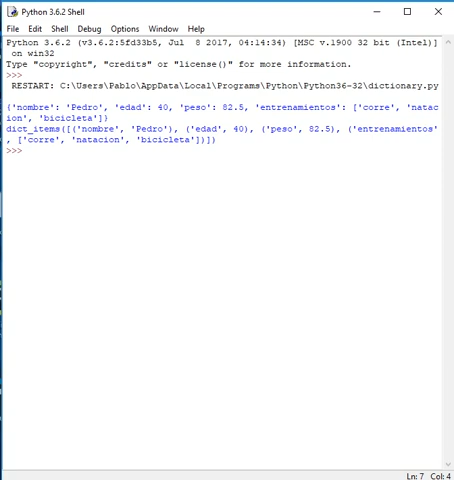 Python 3.6.2 Shell
File Edit Shell Debug Options Window Help
Python 3.6.2 (v3.6.2:5fd33b5, Jul  8 2017, 04:14:34) [MSC v.1900 32 bit (Intel)]
 on win32
Type "copyright", "credits" or "license()" for more information.
>>>
 RESTART: C:\Users\Pablo\AppData\Local\Programs\Python\Python36-32\dictionary.py
{'nombre': 'Pedro', 'edad': 40, 'peso': 82.5, 'entrenamientos': ['corre', 'natac
ion', 'bicicleta']}
dict_items([('nombre', 'Pedro'), ('edad', 40), ('peso', 82.5), ('entrenamientos'
, ['corre', 'natacion', 'bicicleta'])])
>>>
Ln: 7 Col: 4